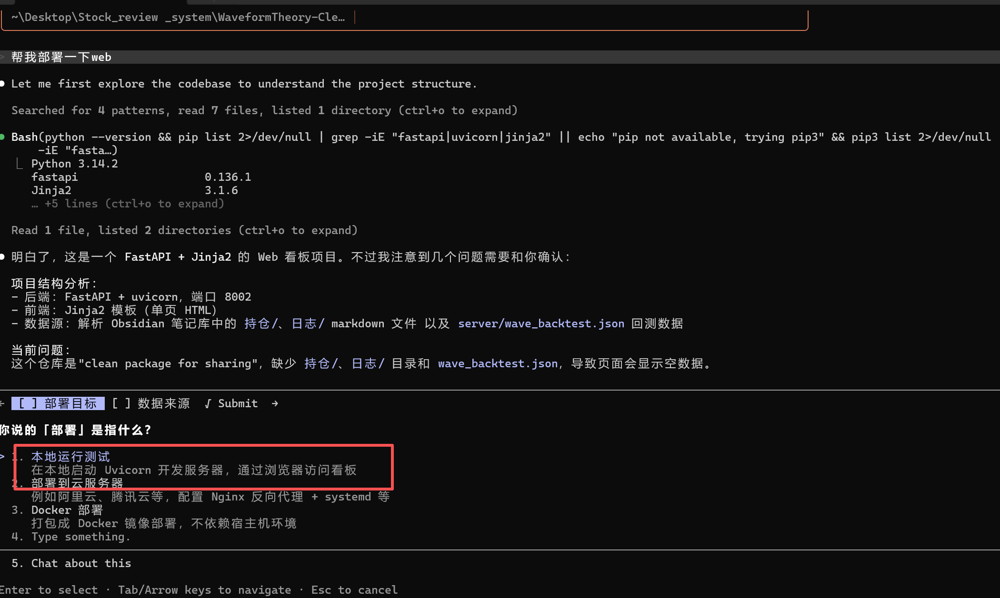 ~\Desktop\Stock_review _system\WaveformTheory-Cle…
> 帮我部署一下web
● Let me first explore the codebase to understand the project structure.
Searched for 4 patterns, read 7 files, listed 1 directory (ctrl+o to expand)
● Bash(python --version && pip list 2>/dev/null | grep -iE "fastapi|uvicorn|jinja2" || echo "pip not available, trying pip3" && pip3 list 2>/dev/null
-iE "fasta…)
⎿ Python 3.14.2
fastapi 0.136.1
Jinja2 3.1.6
… +5 lines (ctrl+o to expand)
Read 1 file, listed 2 directories (ctrl+o to expand)
● 明白了，这是一个 FastAPI + Jinja2 的 Web 看板项目。不过我注意到几个问题需要和你确认：
项目结构分析：
- 后端：FastAPI + uvicorn，端口 8002
- 前端：Jinja2 模板（单页 HTML）
- 数据源：解析 Obsidian 笔记库中的 持仓/、日志/ markdown 文件 以及 server/wave_backtest.json 回测数据
当前问题：
这个仓库是"clean package for sharing"，缺少 持仓/、日志/ 目录和 wave_backtest.json，导致页面会显示空数据。
← [ ] 部署目标 [ ] 数据来源 √ Submit →
你说的「部署」是指什么？
> 1. 本地运行测试
在本地启动 Uvicorn 开发服务器，通过浏览器访问看板
2. 部署到云服务器
例如阿里云、腾讯云等，配置 Nginx 反向代理 + systemd 等
3. Docker 部署
打包成 Docker 镜像部署，不依赖宿主机环境
4. Type something.
5. Chat about this
Enter to select · Tab/Arrow keys to navigate · Esc to cancel